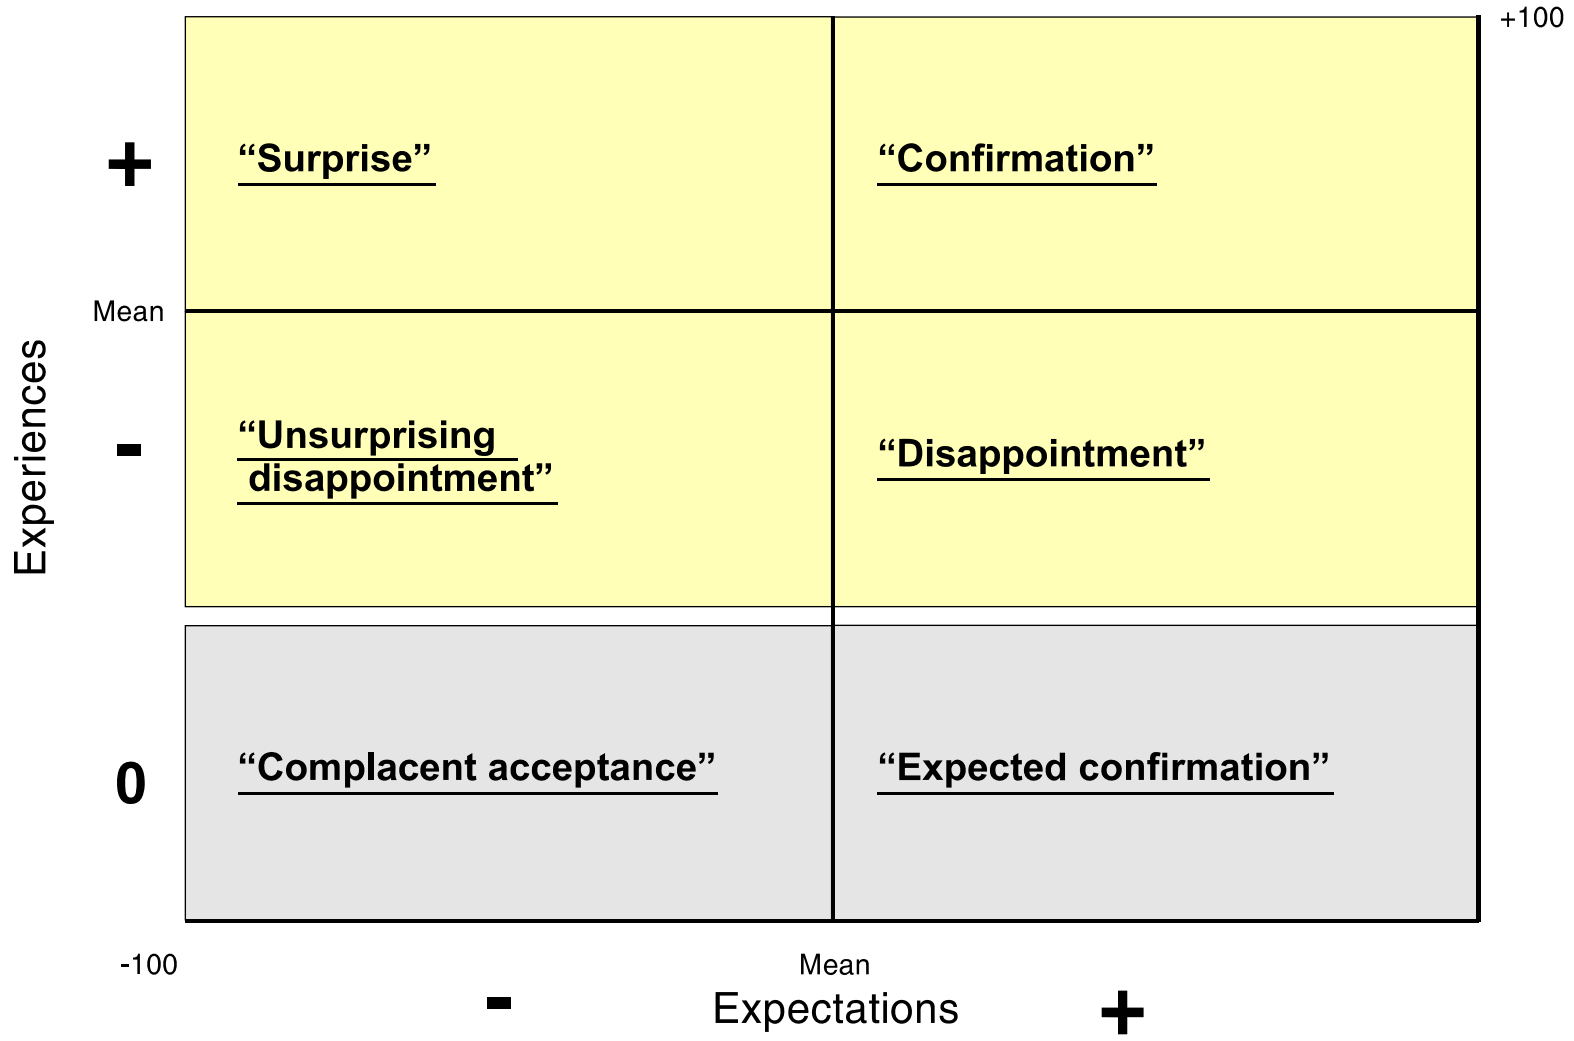 +100
+
“Surprise”
“Confirmation”
Mean
Experiences
-
“Unsurprising
disappointment”
“Disappointment”
0
“Complacent acceptance”
“Expected confirmation”
-100
Mean
-
Expectations
+